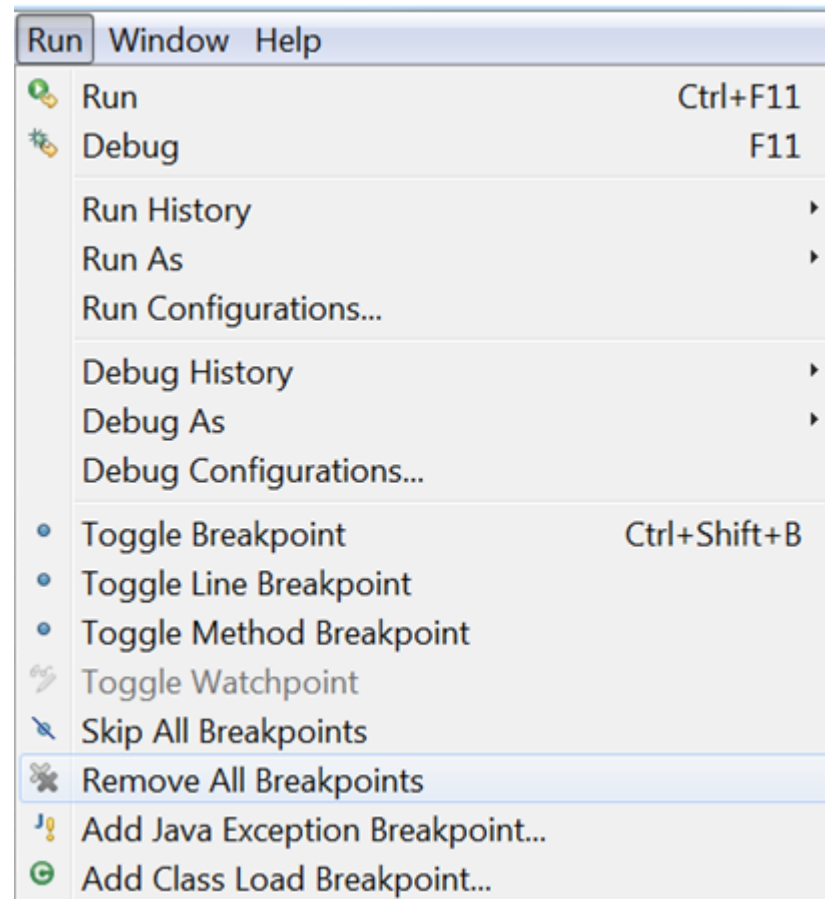 Run Window Help
Run Ctrl+F11
Debug F11
Run History
Run As
Run Configurations...
Debug History
Debug As
Debug Configurations...
Toggle Breakpoint Ctrl+Shift+B
Toggle Line Breakpoint
Toggle Method Breakpoint
Toggle Watchpoint
Skip All Breakpoints
Remove All Breakpoints
Add Java Exception Breakpoint...
Add Class Load Breakpoint...